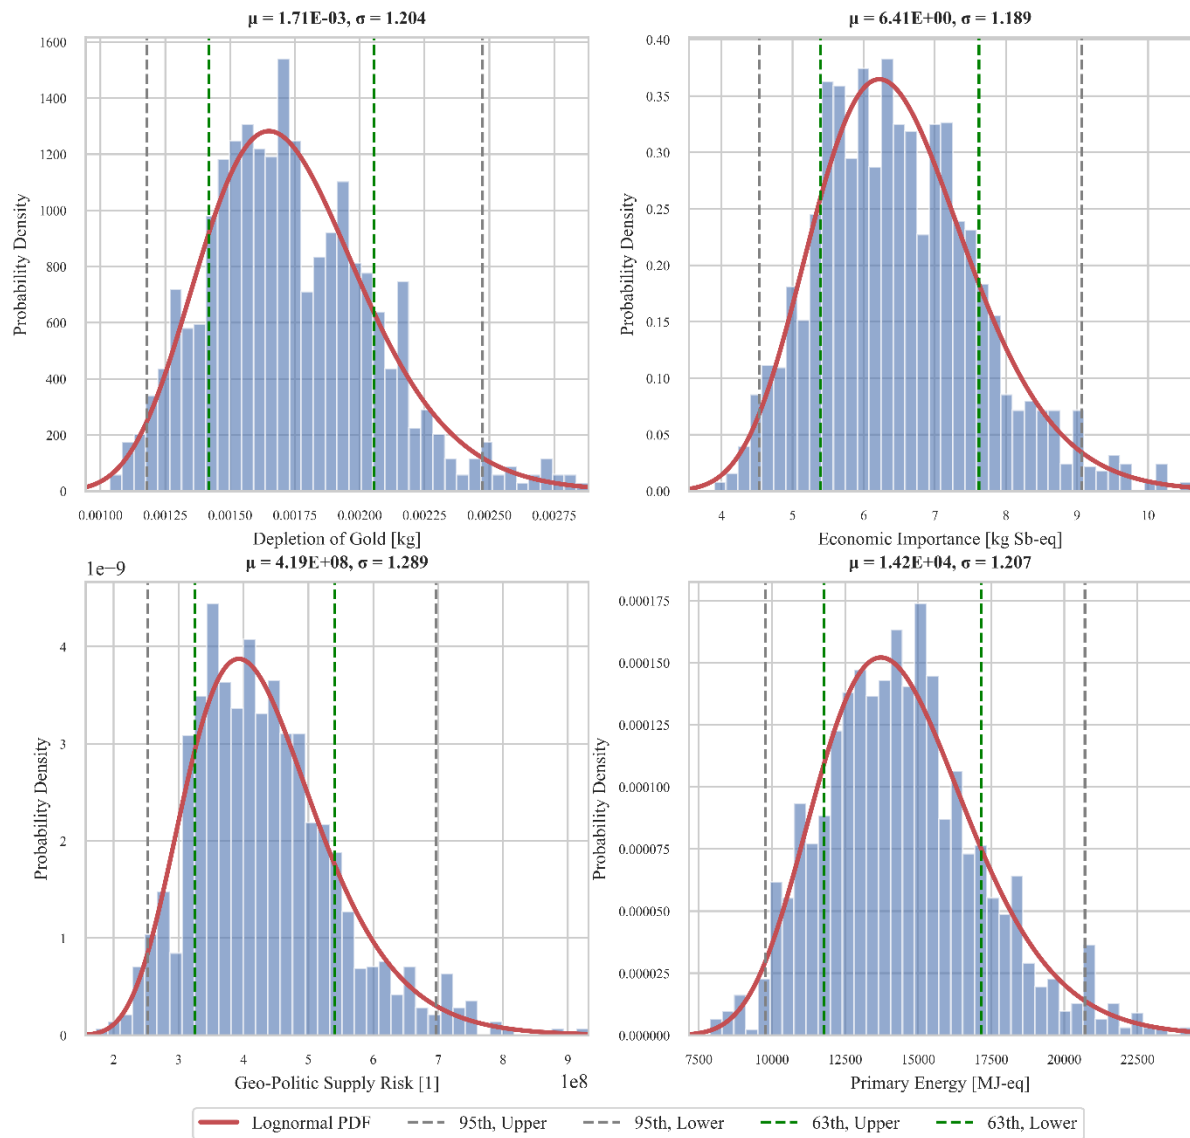 μ = 1.71E-03, σ = 1.204
Probability Density
1600
1400
1200
1000
800
600
400
200
0
0.00100 0.00125 0.00150 0.00175 0.00200 0.00225 0.00250 0.00275
Depletion of Gold [kg]
μ = 6.41E+00, σ = 1.189
Probability Density
0.40
0.35
0.30
0.25
0.20
0.15
0.10
0.05
0.00
4 5 6 7 8 9 10
Economic Importance [kg Sb-eq]
1e−9
μ = 4.19E+08, σ = 1.289
Probability Density
4
3
2
1
0
2 3 4 5 6 7 8 9
Geo-Politic Supply Risk [1]
1e8
μ = 1.42E+04, σ = 1.207
Probability Density
0.000175
0.000150
0.000125
0.000100
0.000075
0.000050
0.000025
0.000000
7500 10000 12500 15000 17500 20000 22500
Primary Energy [MJ-eq]
Lognormal PDF 95th, Upper 95th, Lower 63th, Upper 63th, Lower